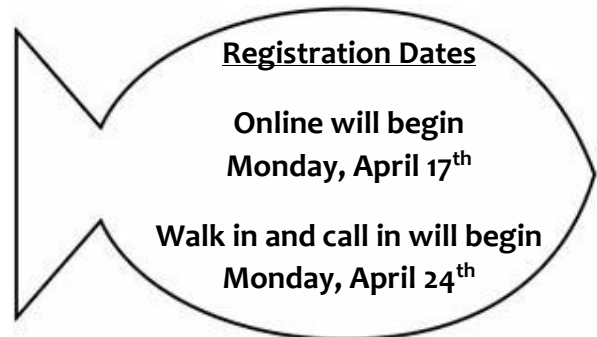 Registration Dates
Online will begin
Monday, April 17th
Walk in and call in will begin
Monday, April 24th